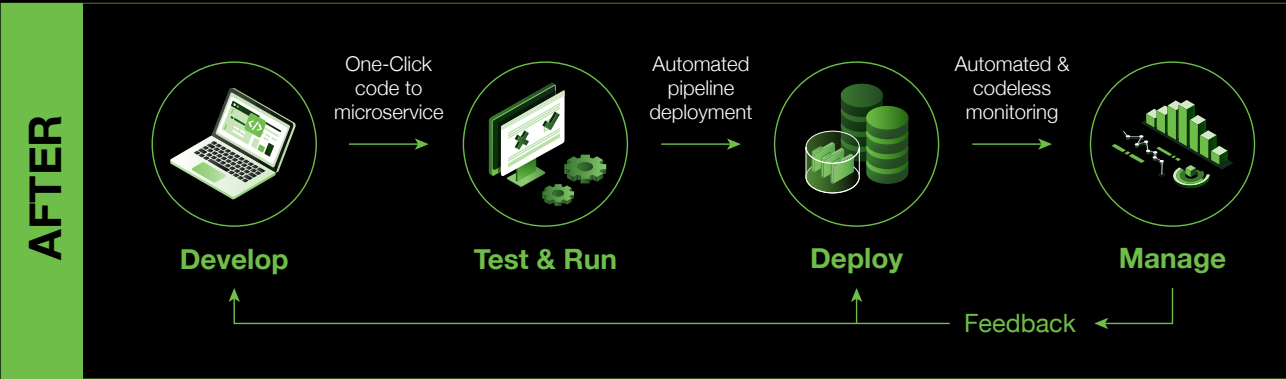 AFTER
One-Click
code to
microservice
Automated
pipeline
deployment
Automated &
codeless
monitoring
Develop
Test & Run
Deploy
Manage
Feedback